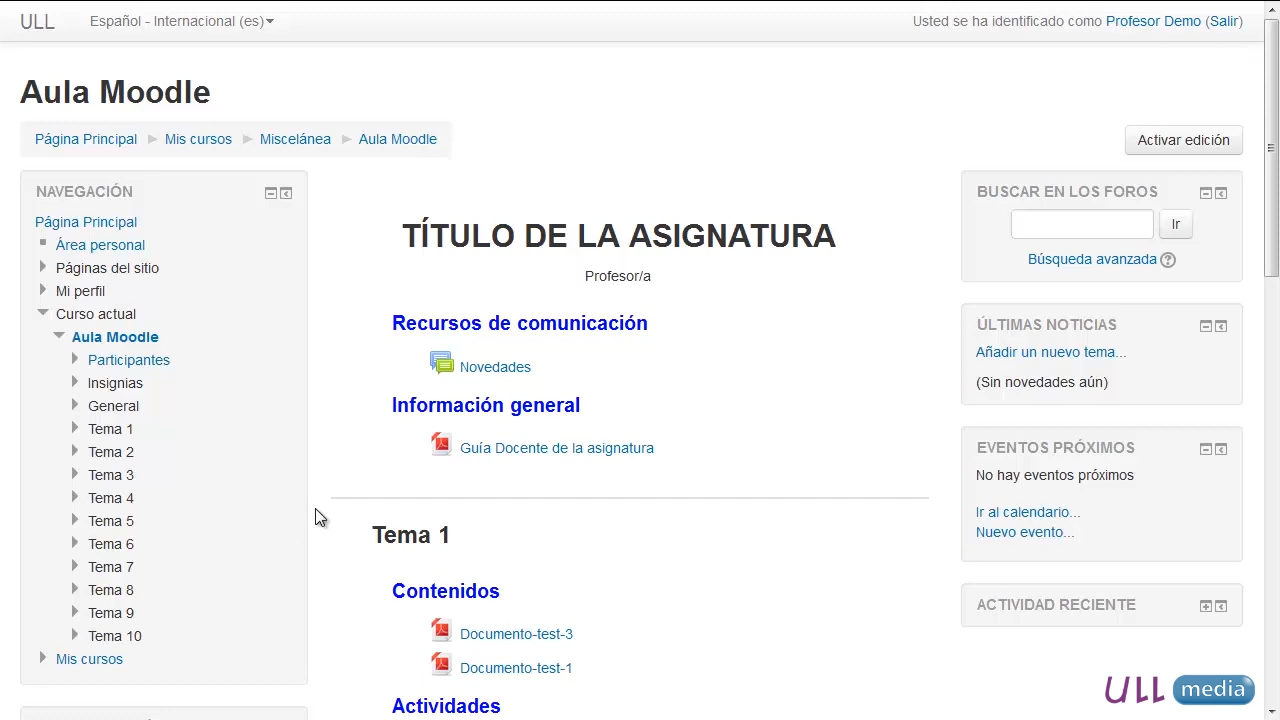 ULL
Español - Internacional (es)
Usted se ha identificado como Profesor Demo (Salir)
Aula Moodle
Página Principal
Mis cursos
Miscelánea
Aula Moodle
Activar edición
NAVEGACIÓN
Página Principal
Área personal
Páginas del sitio
Mi perfil
Curso actual
Aula Moodle
Participantes
Insignias
General
Tema 1
Tema 2
Tema 3
Tema 4
Tema 5
Tema 6
Tema 7
Tema 8
Tema 9
Tema 10
Mis cursos
TÍTULO DE LA ASIGNATURA
Profesor/a
Recursos de comunicación
Novedades
Información general
Guía Docente de la asignatura
Tema 1
Contenidos
Documento-test-3
Documento-test-1
Actividades
BUSCAR EN LOS FOROS
Ir
Búsqueda avanzada ?
ÚLTIMAS NOTICIAS
Añadir un nuevo tema...
(Sin novedades aún)
EVENTOS PRÓXIMOS
No hay eventos próximos
Ir al calendario...
Nuevo evento...
ACTIVIDAD RECIENTE
ULL media